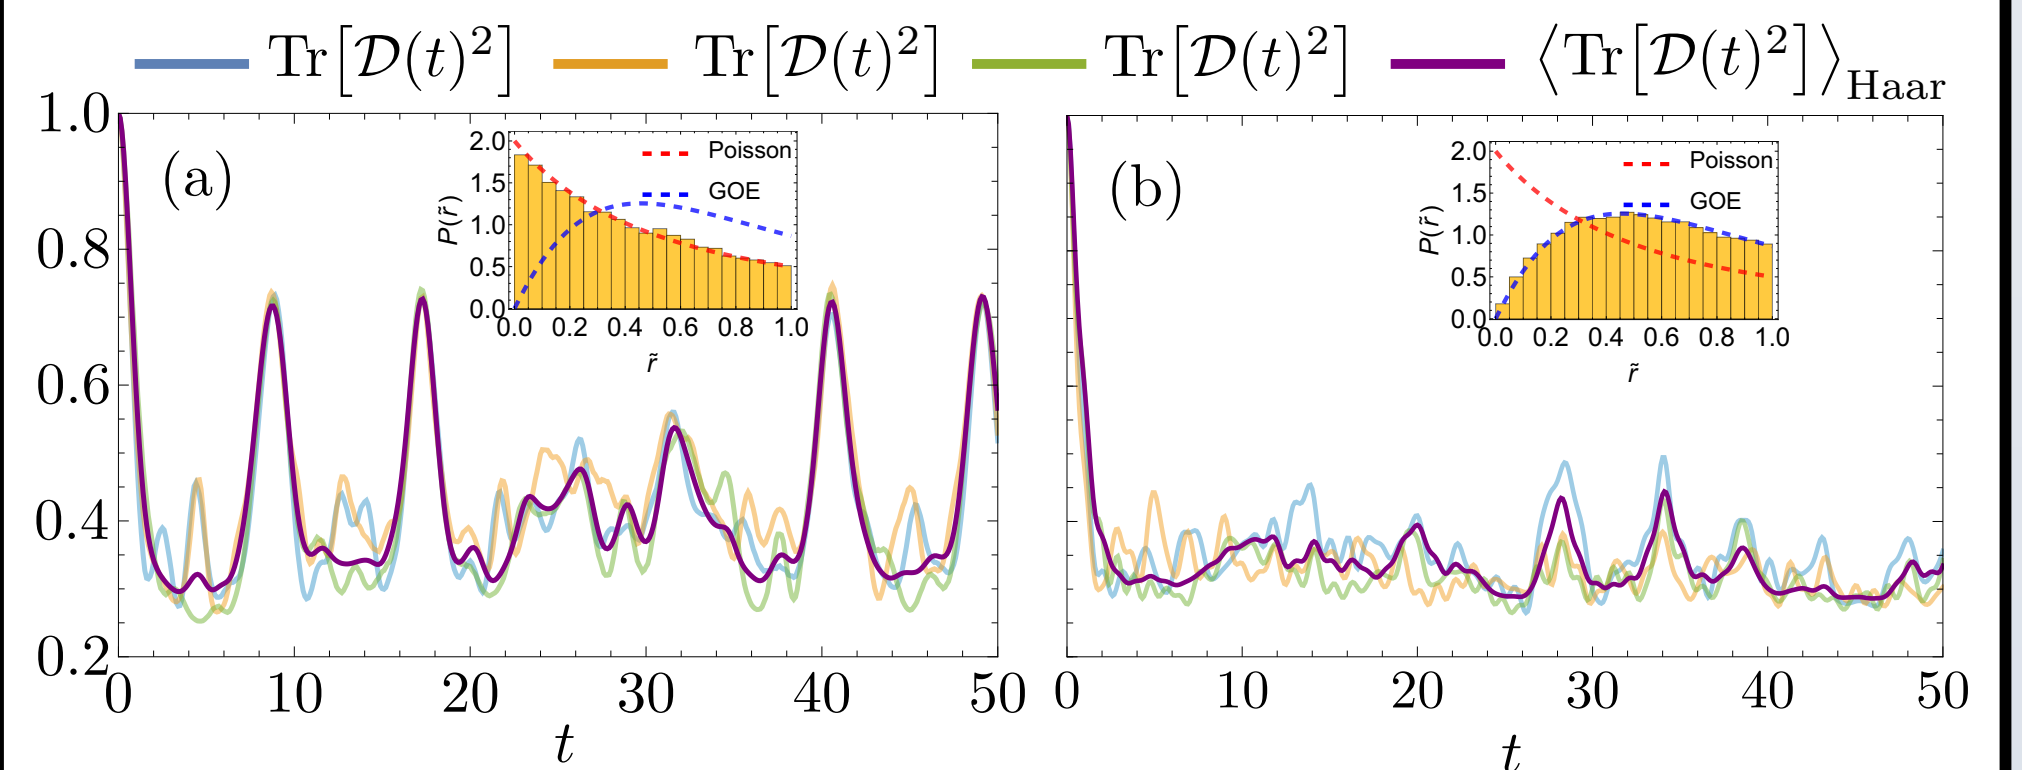 Tr[𝒟(t)²] Tr[𝒟(t)²] Tr[𝒟(t)²] ⟨Tr[𝒟(t)²]⟩Haar
(a)
1.0
0.8
0.6
0.4
0.2
0 10 20 30 40 50
t
Poisson
GOE
P(r̃)
2.0
1.5
1.0
0.5
0.0
0.0 0.2 0.4 0.6 0.8 1.0
r̃
(b)
0 10 20 30 40 50
t
Poisson
GOE
P(r̃)
2.0
1.5
1.0
0.5
0.0
0.0 0.2 0.4 0.6 0.8 1.0
r̃